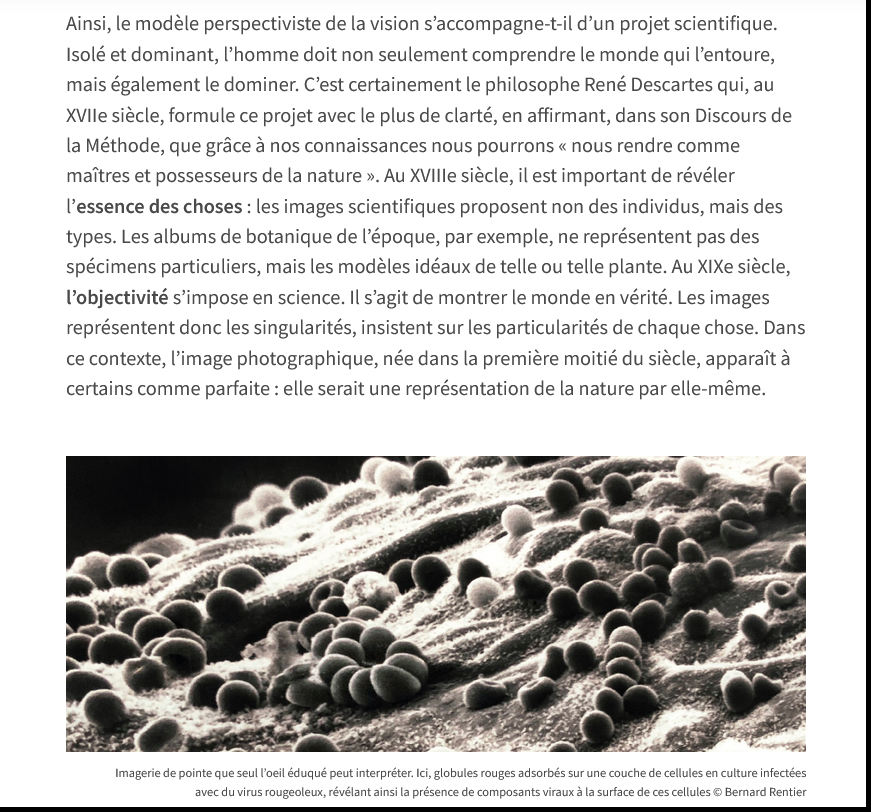 Ainsi, le modèle perspectiviste de la vision s’accompagne-t-il d’un projet scientifique.
Isolé et dominant, l’homme doit non seulement comprendre le monde qui l’entoure,
mais également le dominer. C’est certainement le philosophe René Descartes qui, au
XVIIe siècle, formule ce projet avec le plus de clarté, en affirmant, dans son Discours de
la Méthode, que grâce à nos connaissances nous pourrons « nous rendre comme
maîtres et possesseurs de la nature ». Au XVIIIe siècle, il est important de révéler
l’essence des choses : les images scientifiques proposent non des individus, mais des
types. Les albums de botanique de l’époque, par exemple, ne représentent pas des
spécimens particuliers, mais les modèles idéaux de telle ou telle plante. Au XIXe siècle,
l’objectivité s’impose en science. Il s’agit de montrer le monde en vérité. Les images
représentent donc les singularités, insistent sur les particularités de chaque chose. Dans
ce contexte, l’image photographique, née dans la première moitié du siècle, apparaît à
certains comme parfaite : elle serait une représentation de la nature par elle-même.
Imagerie de pointe que seul l’oeil éduqué peut interpréter. Ici, globules rouges adsorbés sur une couche de cellules en culture infectées
avec du virus rougeoleux, révélant ainsi la présence de composants viraux à la surface de ces cellules © Bernard Rentier